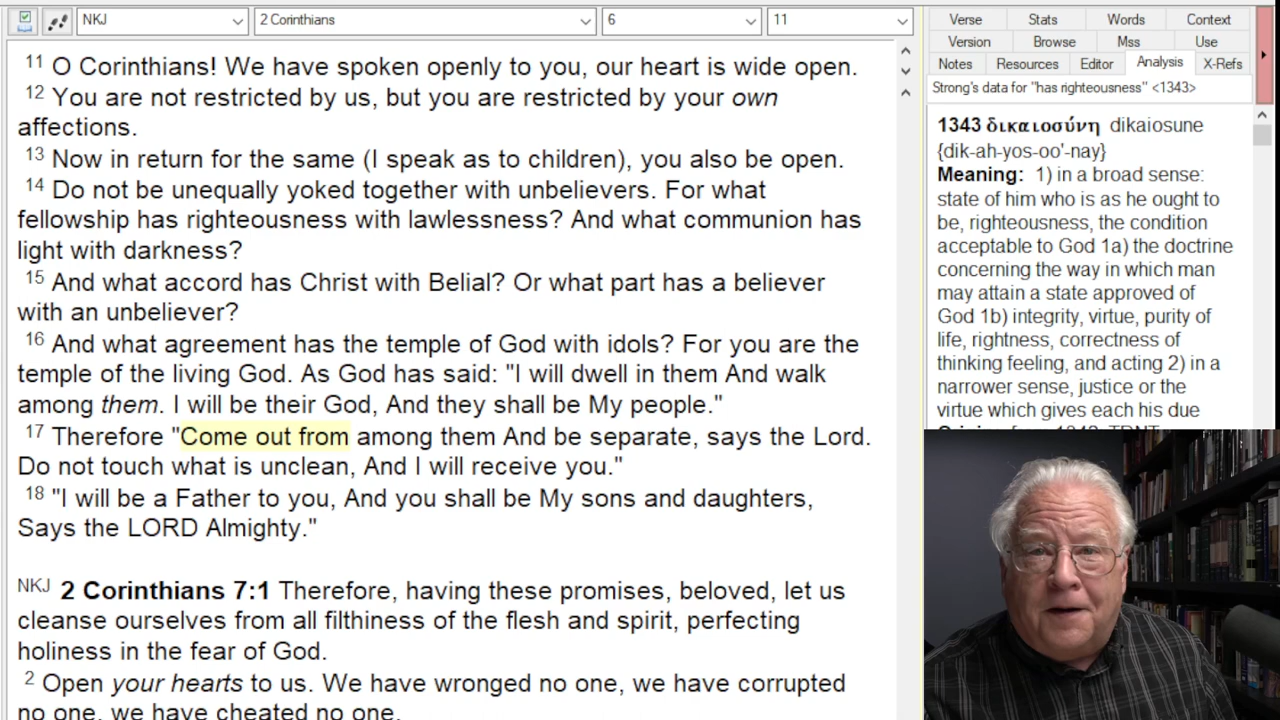 NKJ 2 Corinthians 6 11
11 O Corinthians! We have spoken openly to you, our heart is wide open.
12 You are not restricted by us, but you are restricted by your own
affections.
13 Now in return for the same (I speak as to children), you also be open.
14 Do not be unequally yoked together with unbelievers. For what
fellowship has righteousness with lawlessness? And what communion has
light with darkness?
15 And what accord has Christ with Belial? Or what part has a believer
with an unbeliever?
16 And what agreement has the temple of God with idols? For you are the
temple of the living God. As God has said: "I will dwell in them And walk
among them. I will be their God, And they shall be My people."
17 Therefore "Come out from among them And be separate, says the Lord.
Do not touch what is unclean, And I will receive you."
18 "I will be a Father to you, And you shall be My sons and daughters,
Says the LORD Almighty."
NKJ 2 Corinthians 7:1 Therefore, having these promises, beloved, let us
cleanse ourselves from all filthiness of the flesh and spirit, perfecting
holiness in the fear of God.
2 Open your hearts to us. We have wronged no one, we have corrupted
no one, we have cheated no one.
Verse Stats Words Context
Version Browse Mss Use
Notes Resources Editor Analysis X-Refs
Strong's data for "has righteousness" <1343>
1343 δικαιοσύνη dikaiosune
{dik-ah-yos-oo'-nay}
Meaning: 1) in a broad sense:
state of him who is as he ought to
be, righteousness, the condition
acceptable to God 1a) the doctrine
concerning the way in which man
may attain a state approved of
God 1b) integrity, virtue, purity of
life, rightness, correctness of
thinking feeling, and acting 2) in a
narrower sense, justice or the
virtue which gives each his due